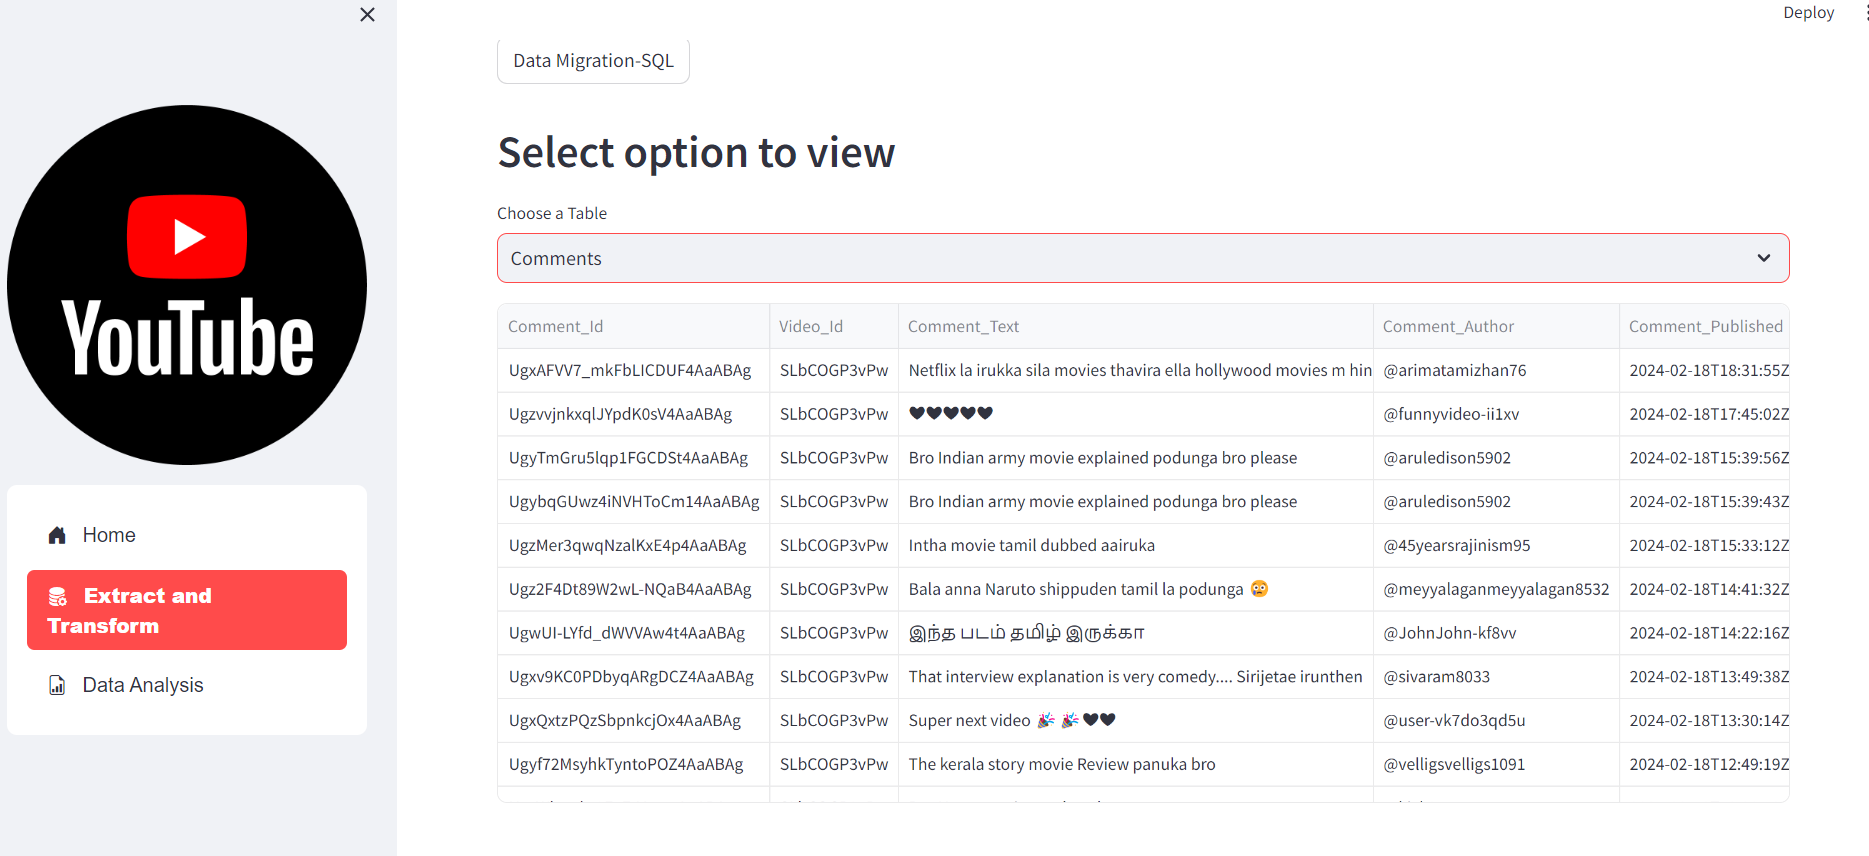 Deploy
YouTube
Home
Extract and
Transform
Data Analysis
Data Migration-SQL
Select option to view
Choose a Table
Comments
Comment_Id Video_Id Comment_Text Comment_Author Comment_Published
UgxAFVV7_mkFbLICDUF4AaABAg SLbCOGP3vPw Netflix la irukka sila movies thavira ella hollywood movies m hin @arimatamizhan76 2024-02-18T18:31:55Z
UgzvvjnkxqlJYpdK0sV4AaABAg SLbCOGP3vPw 🖤🖤🖤🖤🖤 @funnyvideo-ii1xv 2024-02-18T17:45:02Z
UgyTmGru5lqp1FGCDSt4AaABAg SLbCOGP3vPw Bro Indian army movie explained podunga bro please @aruledison5902 2024-02-18T15:39:56Z
UgybqGUwz4iNVHToCm14AaABAg SLbCOGP3vPw Bro Indian army movie explained podunga bro please @aruledison5902 2024-02-18T15:39:43Z
UgzMer3qwqNzalKxE4p4AaABAg SLbCOGP3vPw Intha movie tamil dubbed aairuka @45yearsrajinism95 2024-02-18T15:33:12Z
Ugz2F4Dt89W2wL-NQaB4AaABAg SLbCOGP3vPw Bala anna Naruto shippuden tamil la podunga 😭 @meyyalaganmeyyalagan8532 2024-02-18T14:41:32Z
UgwUI-LYfd_dWVVAw4t4AaABAg SLbCOGP3vPw இந்த படம் தமிழ் இருக்கா @JohnJohn-kf8vv 2024-02-18T14:22:16Z
Ugxv9KC0PDbyqARgDCZ4AaABAg SLbCOGP3vPw That interview explanation is very comedy.... Sirijetae irunthen @sivaram8033 2024-02-18T13:49:38Z
UgxQxtzPQzSbpnkcjOx4AaABAg SLbCOGP3vPw Super next video 🎉 🎉🖤🖤 @user-vk7do3qd5u 2024-02-18T13:30:14Z
Ugyf72MsyhkTyntoPOZ4AaABAg SLbCOGP3vPw The kerala story movie Review panuka bro @velligsvelligs1091 2024-02-18T12:49:19Z